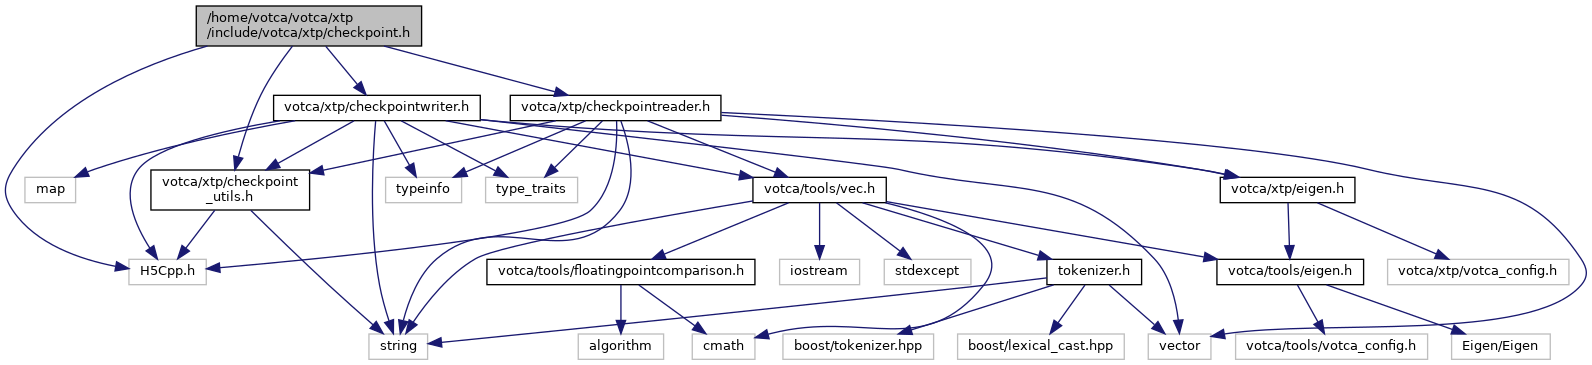 /home/votca/votca/xtp
/include/votca/xtp/checkpoint.h
votca/xtp/checkpointwriter.h
votca/xtp/checkpointreader.h
map
votca/xtp/checkpoint
_utils.h
typeinfo
type_traits
votca/tools/vec.h
votca/xtp/eigen.h
H5Cpp.h
votca/tools/floatingpointcomparison.h
iostream
stdexcept
tokenizer.h
votca/tools/eigen.h
votca/xtp/votca_config.h
string
algorithm
cmath
boost/tokenizer.hpp
boost/lexical_cast.hpp
vector
votca/tools/votca_config.h
Eigen/Eigen